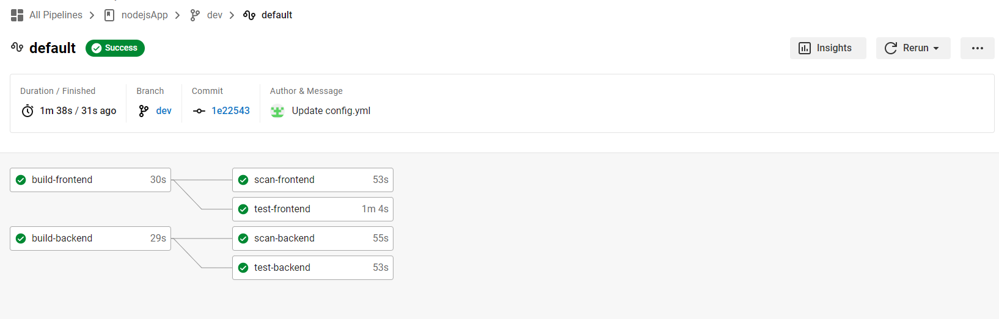 All Pipelines nodejsApp dev default
default Success Insights Rerun
Duration / Finished Branch Commit Author & Message
1m 38s / 31s ago dev 1e22543 Update config.yml
build-frontend 30s scan-frontend 53s
test-frontend 1m 4s
build-backend 29s scan-backend 55s
test-backend 53s